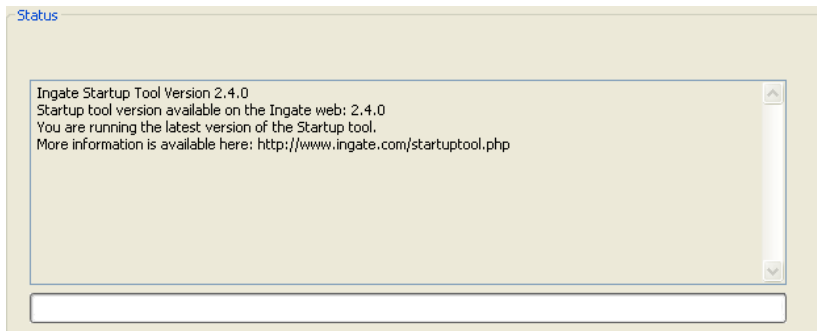 Status
Ingate Startup Tool Version 2.4.0
Startup tool version available on the Ingate web: 2.4.0
You are running the latest version of the Startup tool.
More information is available here: http://www.ingate.com/startuptool.php